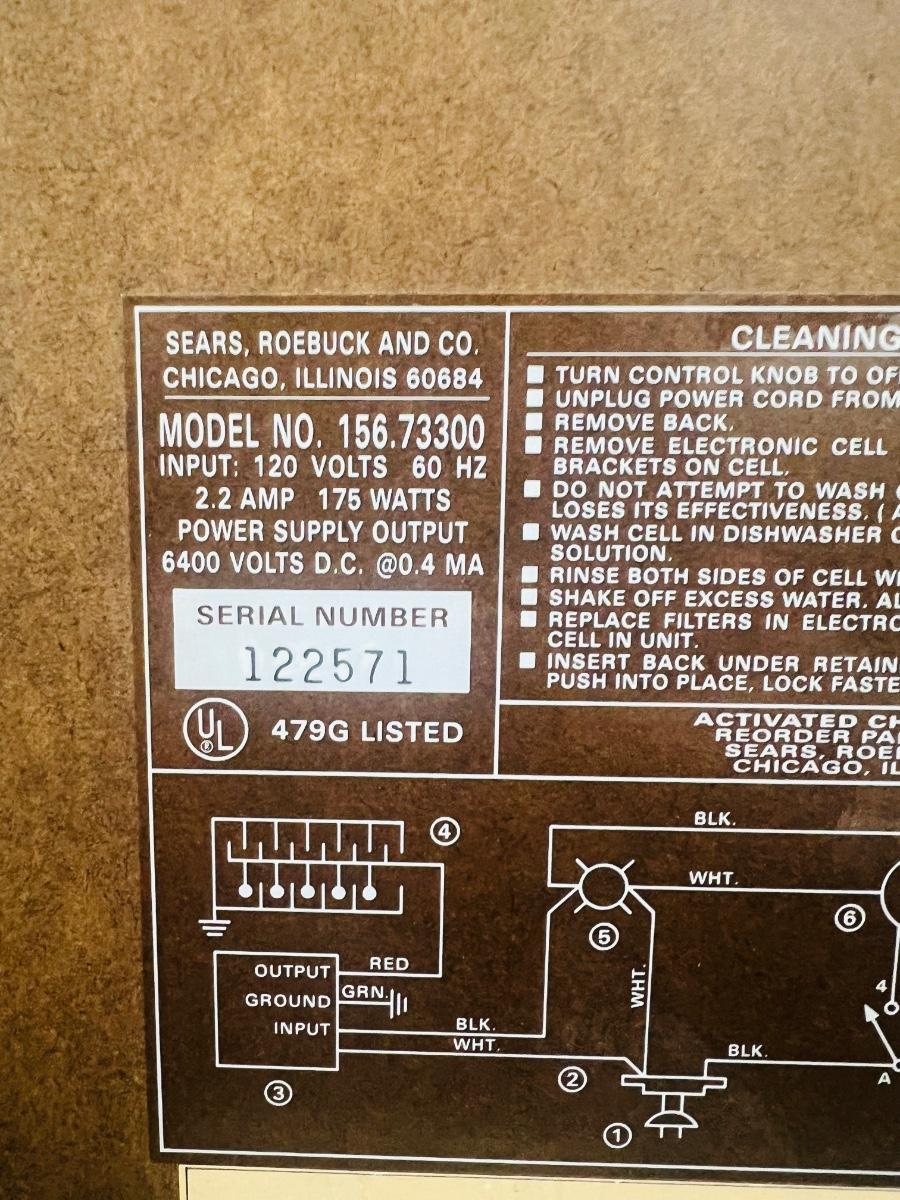 SEARS, ROEBUCK AND CO.
CHICAGO, ILLINOIS 60684
MODEL NO. 156.73300
INPUT: 120 VOLTS 60 HZ
2.2 AMP 175 WATTS
POWER SUPPLY OUTPUT
6400 VOLTS D.C. @0.4 MA
SERIAL NUMBER
122571
UL
®
479G LISTED
CLEANING
TURN CONTROL KNOB TO OFF
UNPLUG POWER CORD FROM
REMOVE BACK.
REMOVE ELECTRONIC CELL
BRACKETS ON CELL.
DO NOT ATTEMPT TO WASH
LOSES ITS EFFECTIVENESS. (
WASH CELL IN DISHWASHER
SOLUTION.
RINSE BOTH SIDES OF CELL
SHAKE OFF EXCESS WATER.
REPLACE FILTERS IN
CELL IN UNIT.
INSERT BACK UNDER
PUSH INTO PLACE, LOCK
ACTIVATED
REORDER
SEARS,
CHICAGO,
4
BLK.
WHT.
5
6
OUTPUT
RED
GROUND
GRN.
INPUT
BLK.
WHT.
WHT.
4
BLK.
A
3
2
1